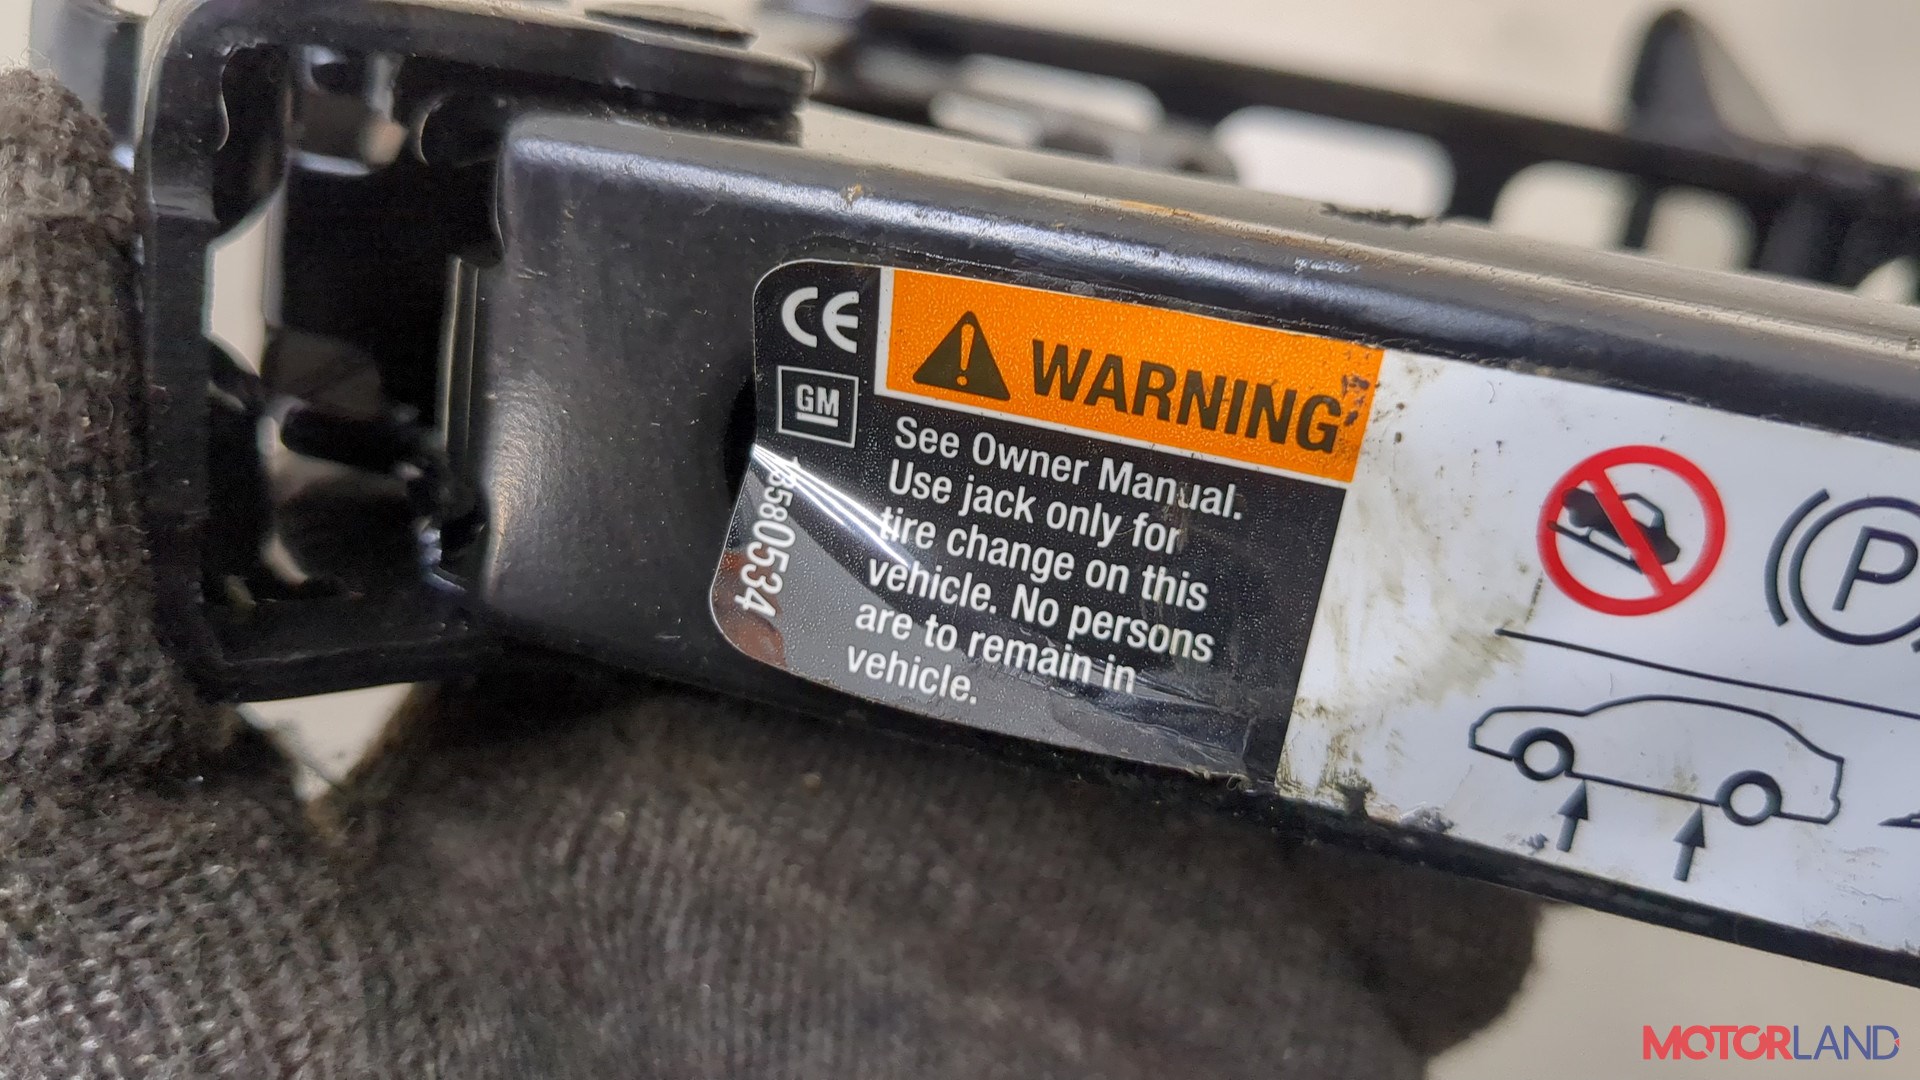 CE
GM
13580534
WARNING
See Owner Manual.
Use jack only for
tire change on this
vehicle. No persons
are to remain in
vehicle.
P
MOTORLAND